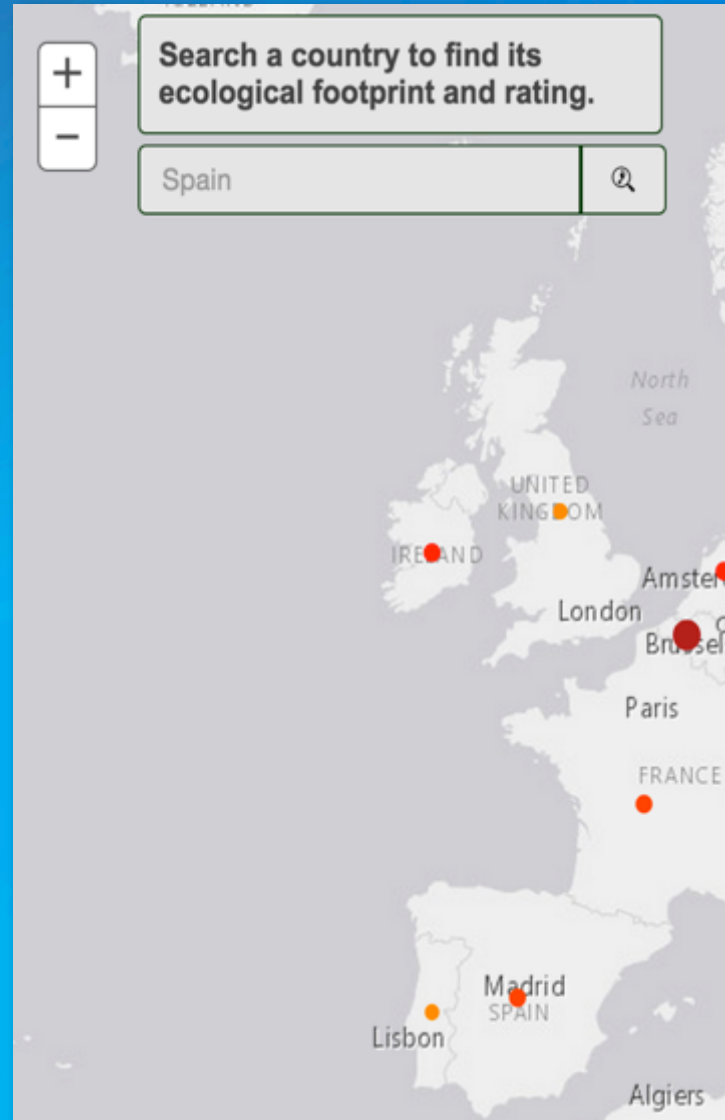 Search a country to find its
ecological footprint and rating.
Spain
North
Sea
UNITED
KINGDOM
IRELAND
London
Paris
FRANCE
Madrid
SPAIN
Lisbon
Algiers